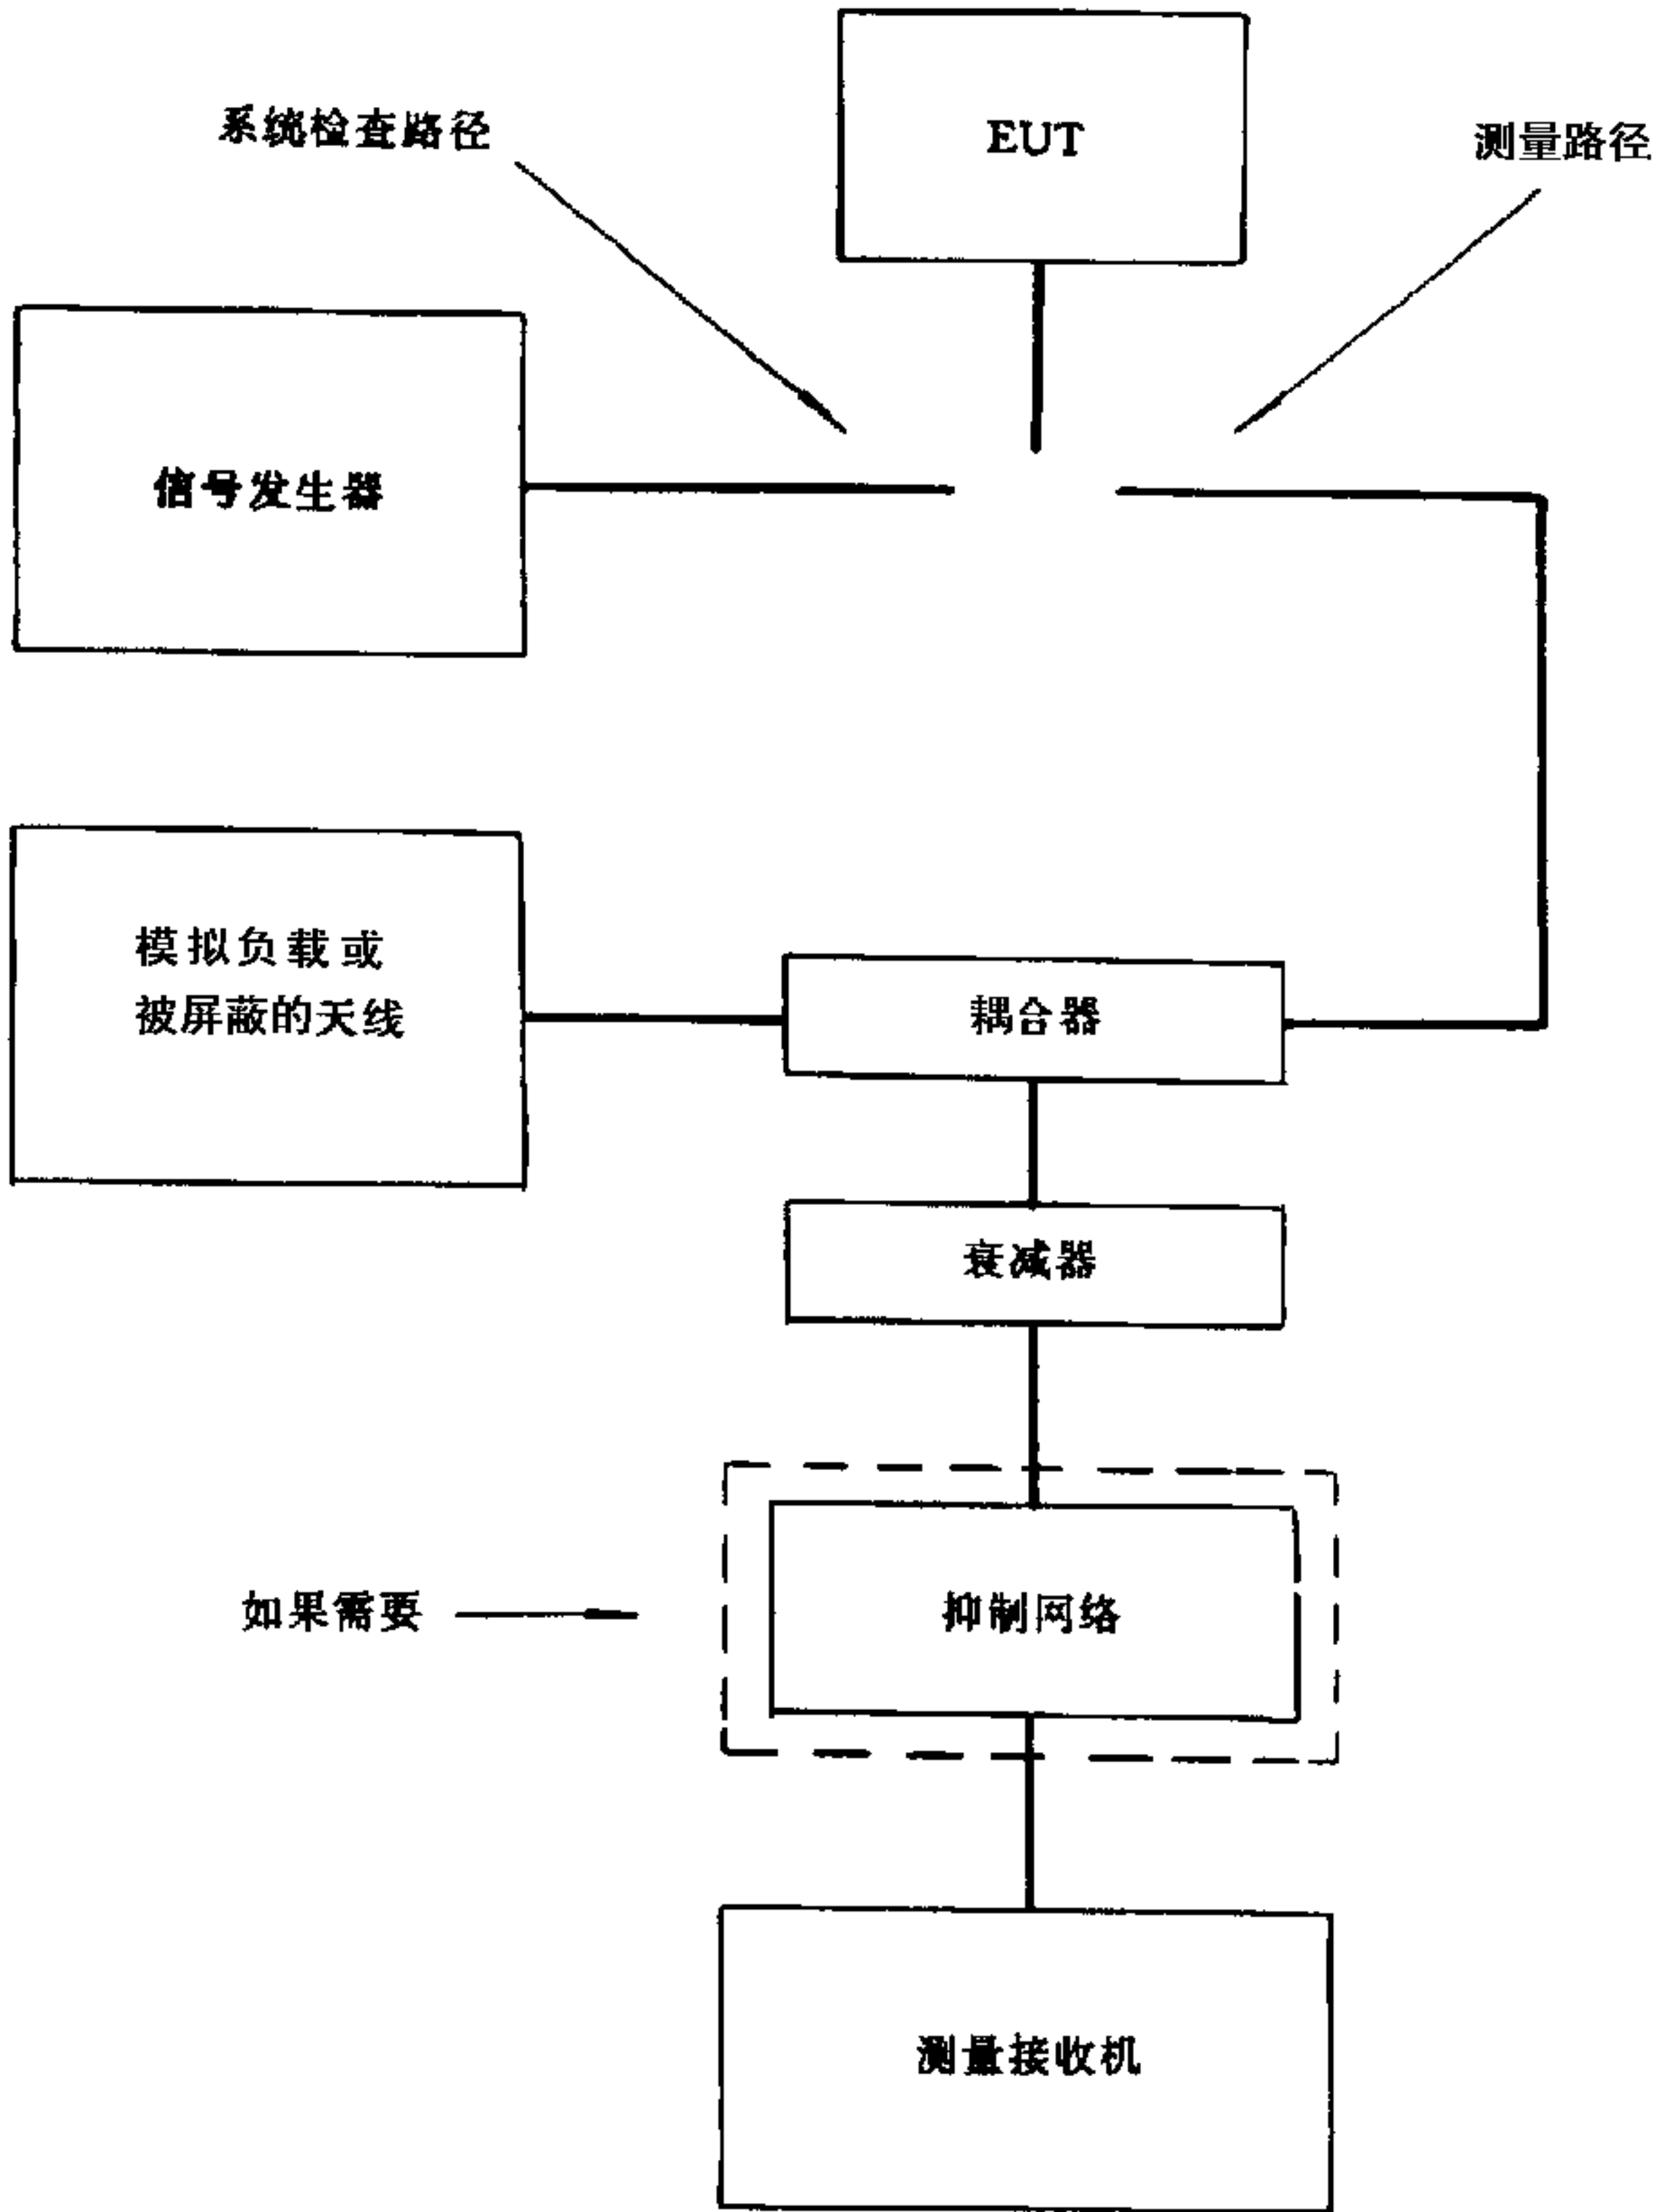 系统检查路径
EUT
测量路径
信号发生器
模拟负载或
被屏蔽的天线
耦合器
衰减器
如果需要
抑制网络
测量接收机